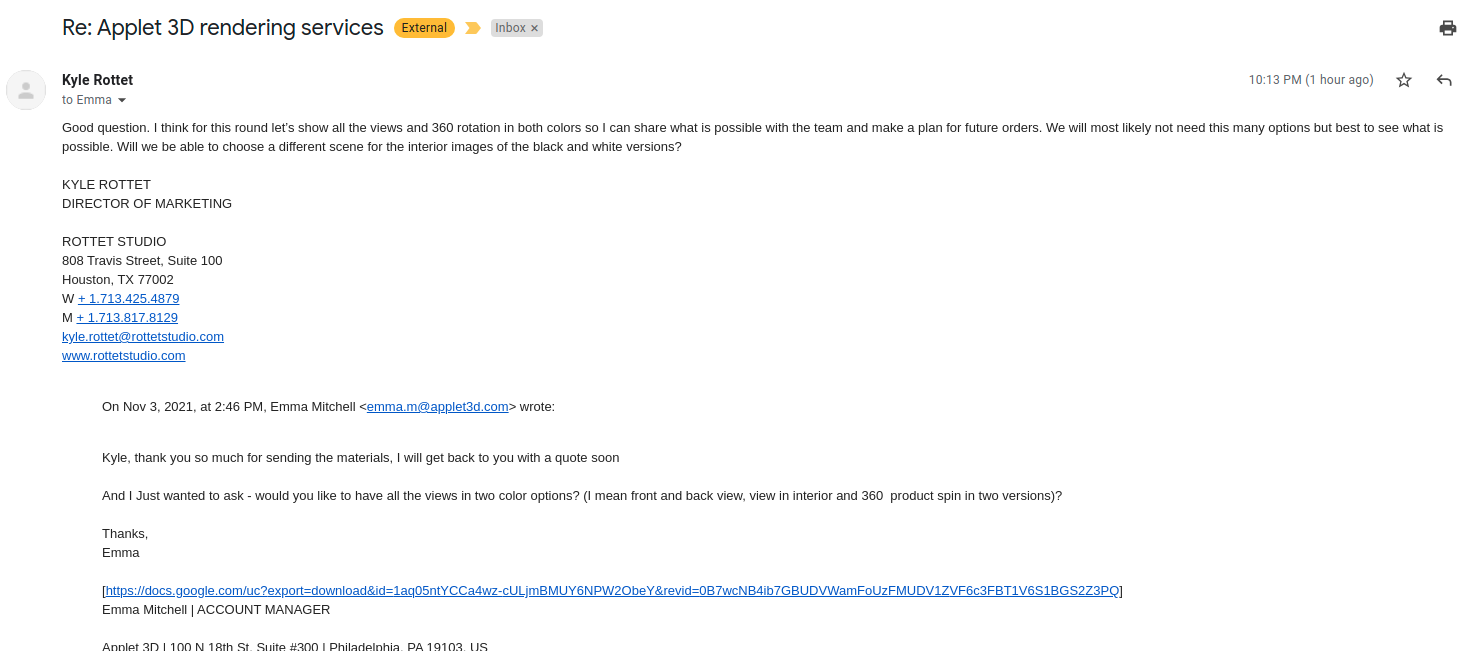 Re: Applet 3D rendering services External Inbox ×
Kyle Rottet 10:13 PM (1 hour ago)
to Emma
Good question. I think for this round let's show all the views and 360 rotation in both colors so I can share what is possible with the team and make a plan for future orders. We will most likely not need this many options but best to see what is
possible. Will we be able to choose a different scene for the interior images of the black and white versions?
KYLE ROTTET
DIRECTOR OF MARKETING
ROTTET STUDIO
808 Travis Street, Suite 100
Houston, TX 77002
W + 1.713.425.4879
M + 1.713.817.8129
kyle.rottet@rottetstudio.com
www.rottetstudio.com
On Nov 3, 2021, at 2:46 PM, Emma Mitchell <emma.m@applet3d.com> wrote:
Kyle, thank you so much for sending the materials, I will get back to you with a quote soon
And I Just wanted to ask - would you like to have all the views in two color options? (I mean front and back view, view in interior and 360  product spin in two versions)?
Thanks,
Emma
[https://docs.google.com/uc?export=download&id=1aq05ntYCCa4wz-cULjmBMUY6NPW2ObeY&revid=0B7wcNB4ib7GBUDVWamFoUzFMUDV1ZVF6c3FBT1V6S1BGS2Z3PQ]
Emma Mitchell | ACCOUNT MANAGER
Applet 3D | 100 N 18th St. Suite #300 | Philadelphia, PA 19103, US